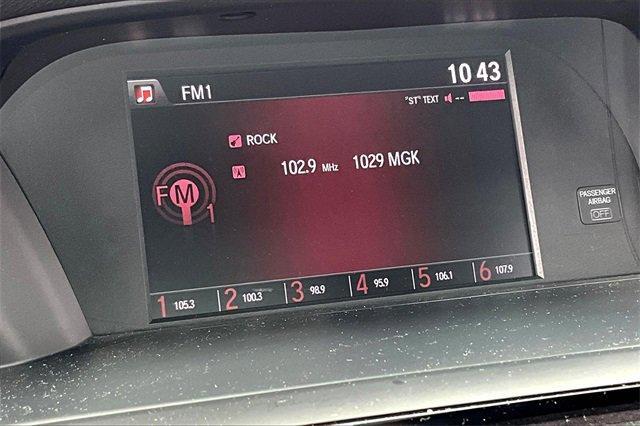 FM1
10 43
"ST" TEXT --
ROCK
FM 1
102.9 MHz 1029 MGK
PASSENGER
AIRBAG
OFF
1 105.3 2 100.3 3 98.9 4 95.9 5 106.1 6 107.9